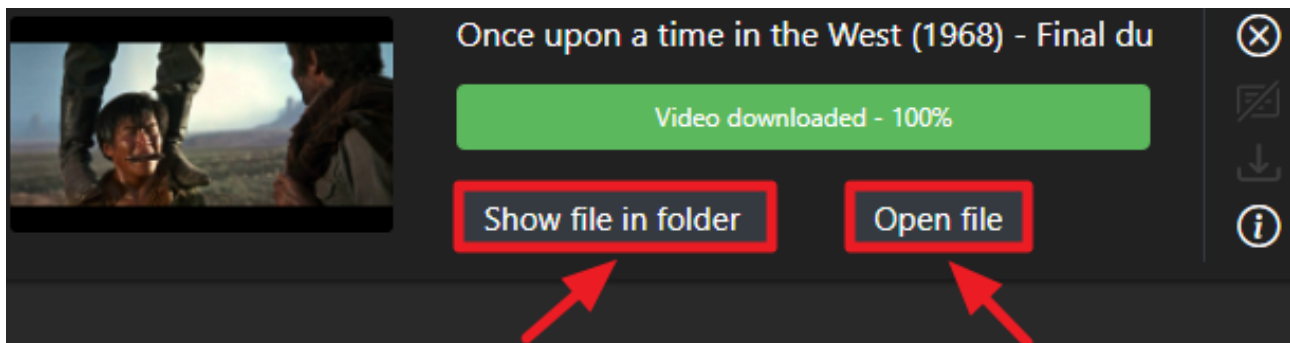 Once upon a time in the West (1968) - Final du
Video downloaded - 100%
Show file in folder
Open file